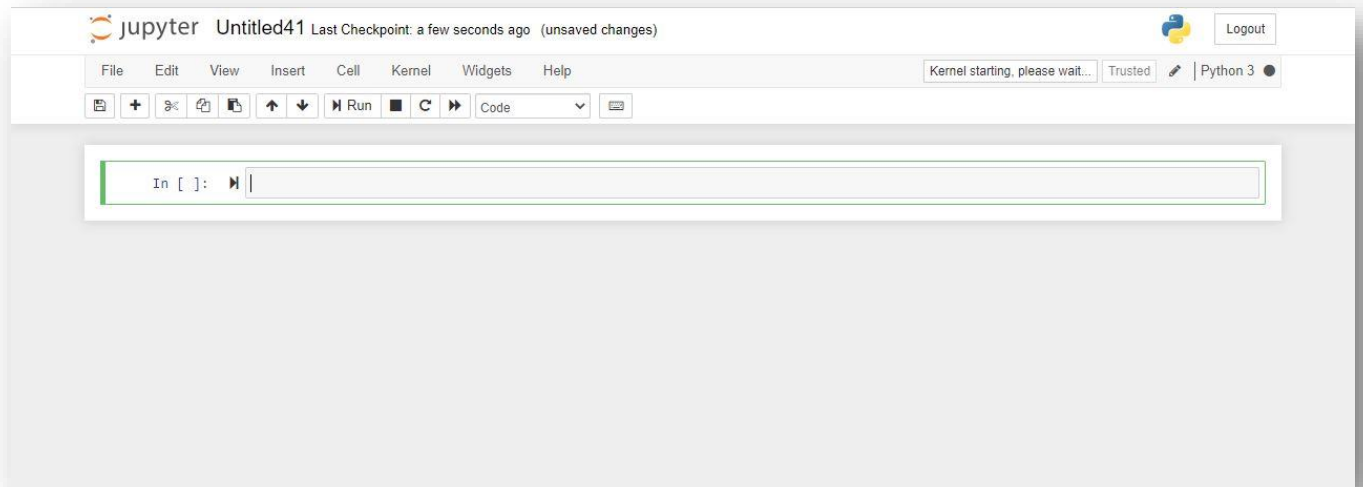 jupyter Untitled41 Last Checkpoint: a few seconds ago (unsaved changes) Logout
File Edit View Insert Cell Kernel Widgets Help Kernel starting, please wait... Trusted Python 3
Run Code
In [ ]: